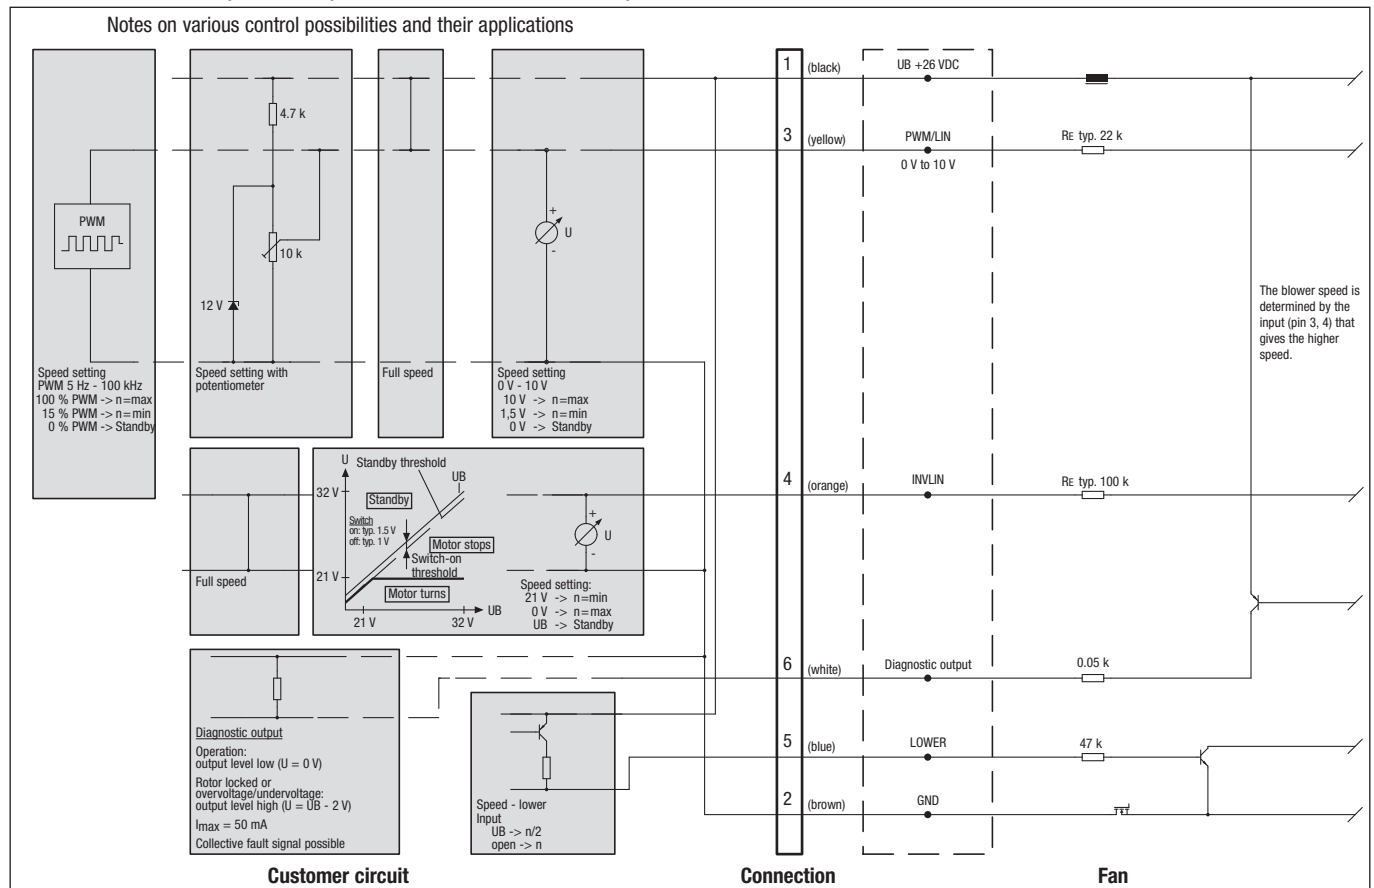 Notes on various control possibilities and their applications
PWM
Speed setting
PWM 5 Hz - 100 kHz
100 % PWM -> n=max
15 % PWM -> n=min
0 % PWM -> Standby
4.7 k
10 k
12 V
Speed setting with
potentiometer
Full speed
+
U
-
Speed setting
0 V - 10 V
10 V -> n=max
1,5 V -> n=min
0 V -> Standby
1 (black)
UB +26 VDC
3 (yellow)
PWM/LIN
0 V to 10 V
RE typ. 22 k
The blower speed is
determined by the
input (pin 3, 4) that
gives the higher
speed.
Full speed
U
Standby threshold
UB
32 V
Standby
Switch
on: typ. 1.5 V
off: typ. 1 V
Motor stops
Switch-on
threshold
21 V
Motor turns
UB
21 V
32 V
+
U
-
Speed setting:
21 V -> n=min
0 V -> n=max
UB -> Standby
4 (orange)
INVLIN
RE typ. 100 k
6 (white)
Diagnostic output
0.05 k
Diagnostic output
Operation:
output level low (U = 0 V)
Rotor locked or
overvoltage/undervoltage:
output level high (U = UB - 2 V)
Imax = 50 mA
Collective fault signal possible
Speed - lower
Input
UB -> n/2
open -> n
5 (blue)
LOWER
47 k
2 (brown)
GND
Customer circuit
Connection
Fan